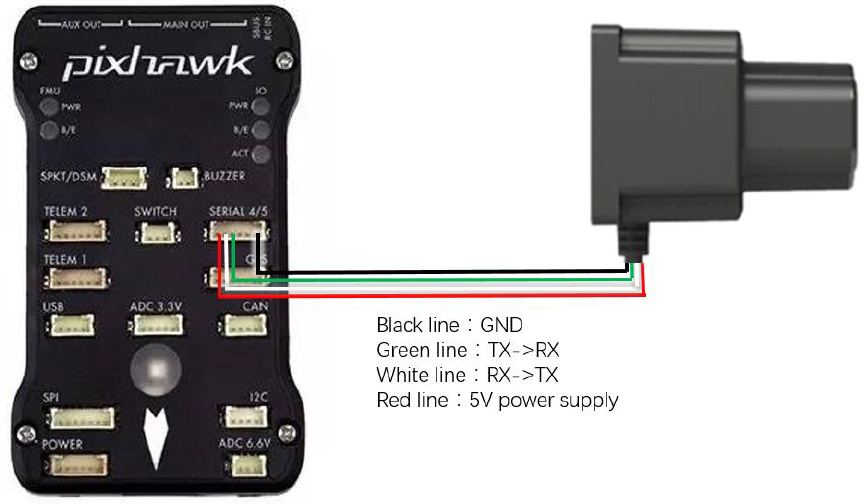 AUX OUT
MAIN OUT
SBUS
RC IN
pixhawk
FMU
IO
PWR
PWR
B/E
B/E
ACT
SPKT/DSM
BUZZER
TELEM 2
SWITCH
SERIAL 4/5
TELEM 1
USB
ADC 3.3V
CAN
Black line：GND
Green line：TX->RX
White line：RX->TX
Red line：5V power supply
SPI
I2C
POWER
ADC 6.6V